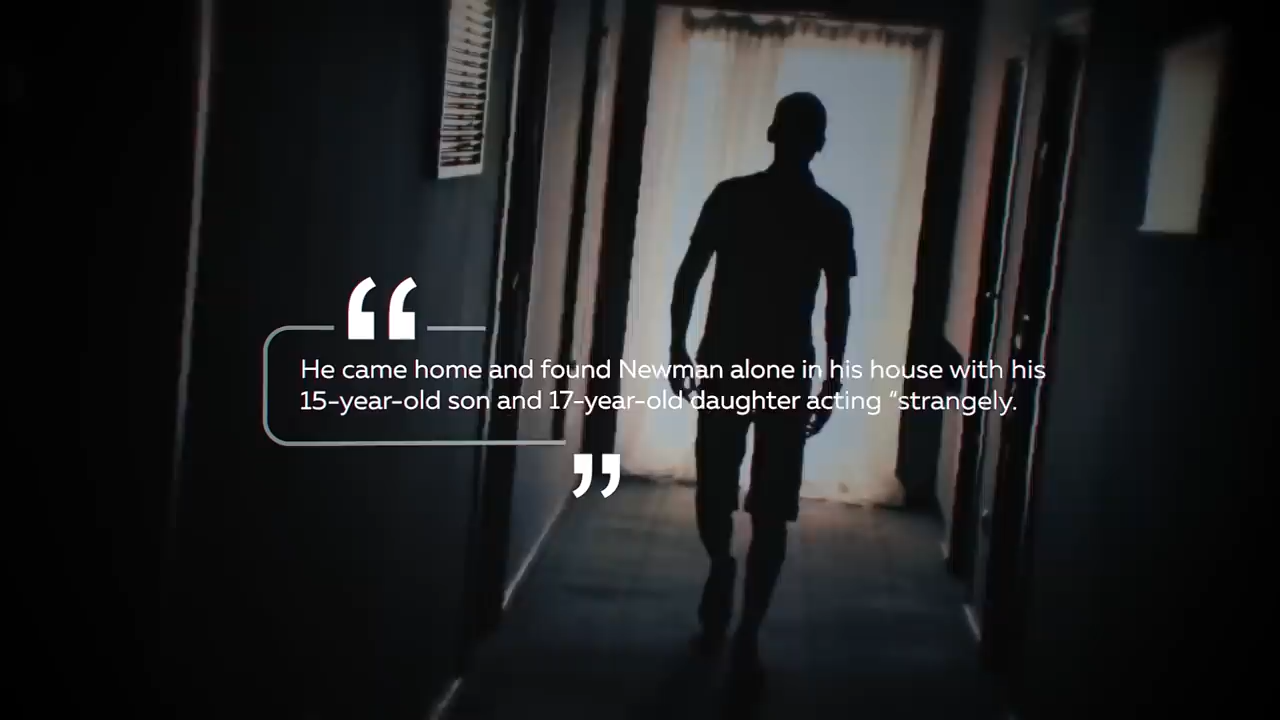 “
He came home and found Newman alone in his house with his
15-year-old son and 17-year-old daughter acting “strangely.
”